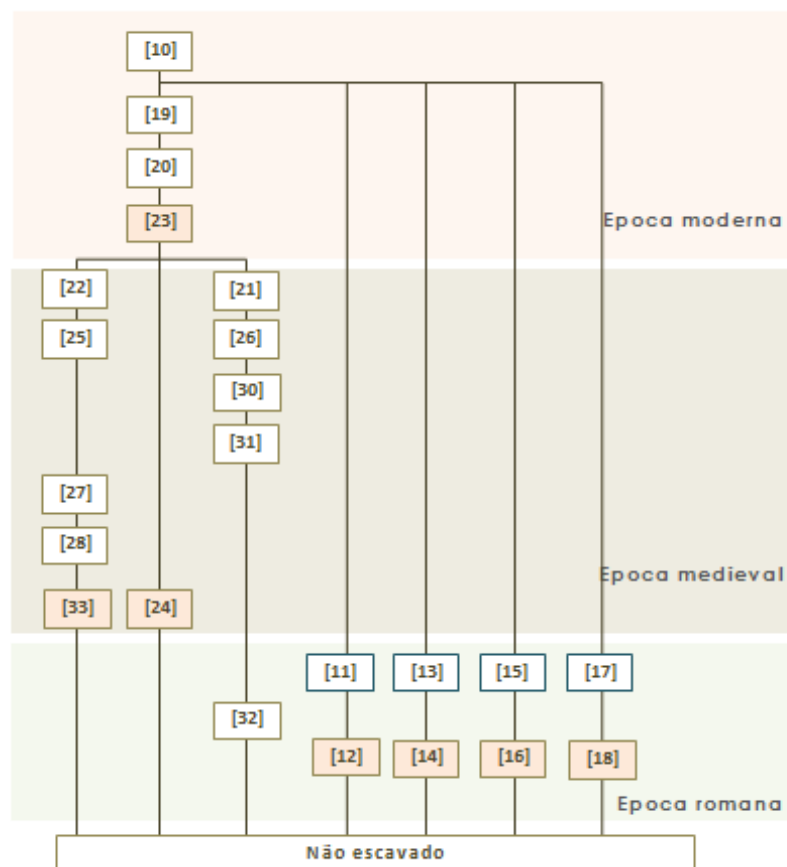 [10]
[19]
[20]
[23]
Epoca moderna
[22] [21]
[25] [26]
[30]
[31]
[27]
[28]
Epoca medieval
[33] [24]
[11] [13] [15] [17]
[32]
[12] [14] [16] [18]
Epoca romana
Não escavado